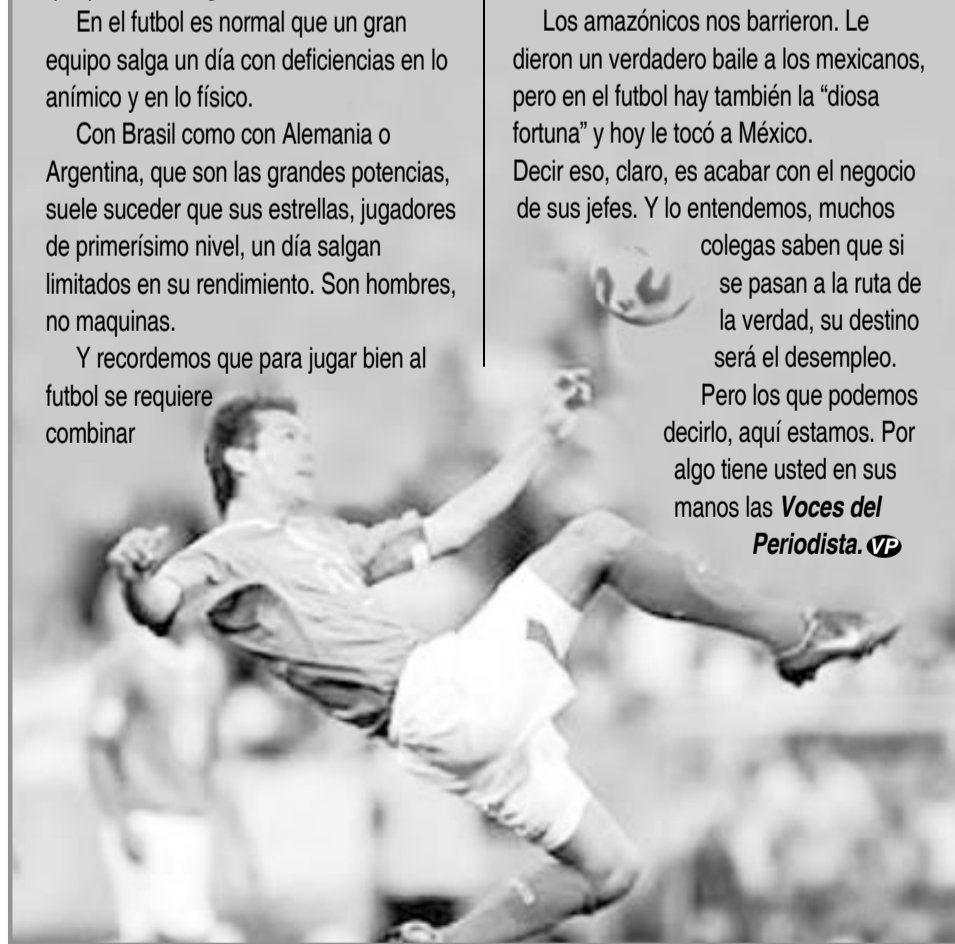 En el futbol es normal que un gran
equipo salga un día con deficiencias en lo
anímico y en lo físico.
Con Brasil como con Alemania o
Argentina, que son las grandes potencias,
suele suceder que sus estrellas, jugadores
de primerísimo nivel, un día salgan
limitados en su rendimiento. Son hombres,
no maquinas.
Y recordemos que para jugar bien al
futbol se requiere
combinar
Los amazónicos nos barrieron. Le
dieron un verdadero baile a los mexicanos,
pero en el futbol hay también la “diosa
fortuna” y hoy le tocó a México.
Decir eso, claro, es acabar con el negocio
de sus jefes. Y lo entendemos, muchos
colegas saben que si
se pasan a la ruta de
la verdad, su destino
será el desempleo.
Pero los que podemos
decirlo, aquí estamos. Por
algo tiene usted en sus
manos las Voces del
Periodista. VP